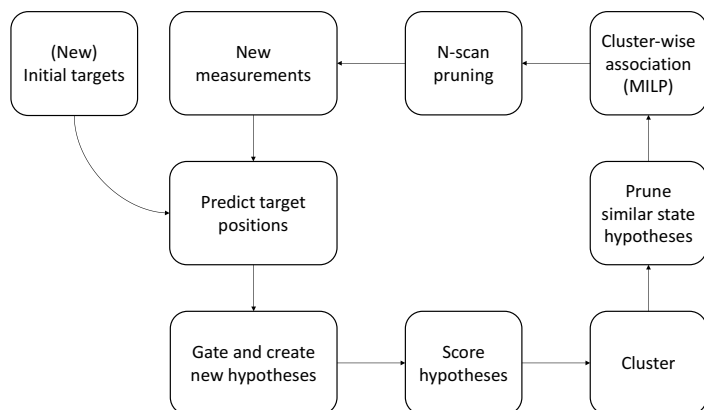 (New)
Initial targets
New
measurements
N-scan
pruning
Cluster-wise
association
(MILP)
Predict target
positions
Prune
similar state
hypotheses
Gate and create
new hypotheses
Score
hypotheses
Cluster